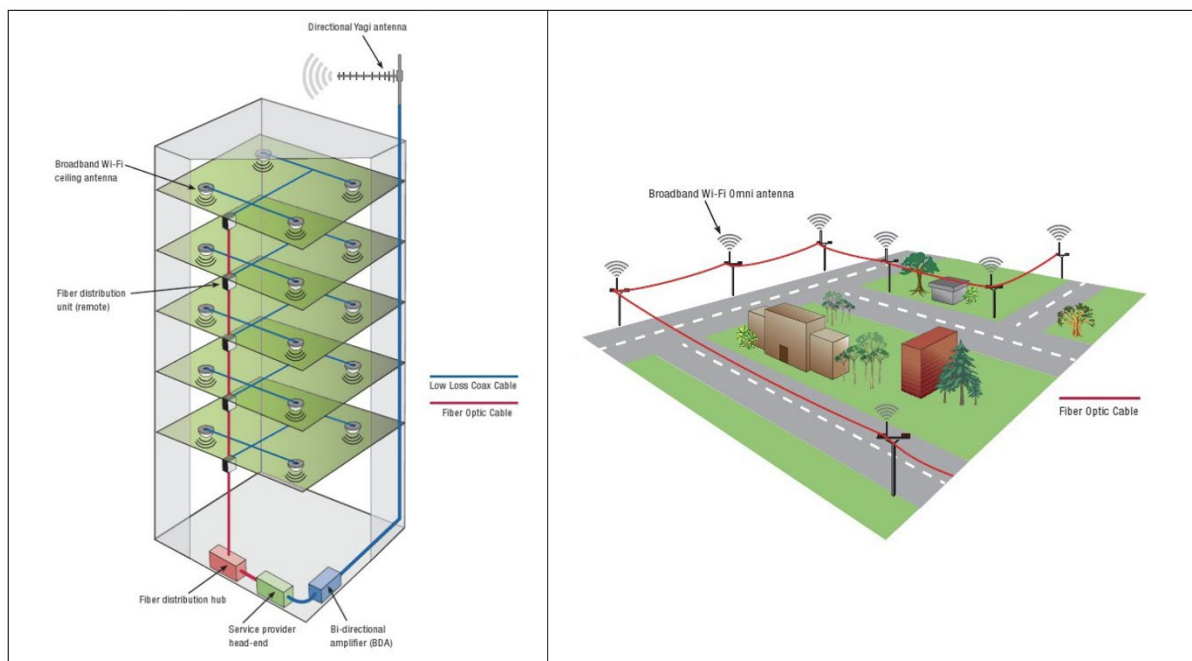 Directional Yagi antenna
Broadband Wi-Fi
ceiling antenna
Fiber distribution
unit (remote)
Low Loss Coax Cable
Fiber Optic Cable
Fiber distribution hub
Service provider
head-end
Bi-directional
amplifier (BDA)
Broadband Wi-Fi Omni antenna
Fiber Optic Cable